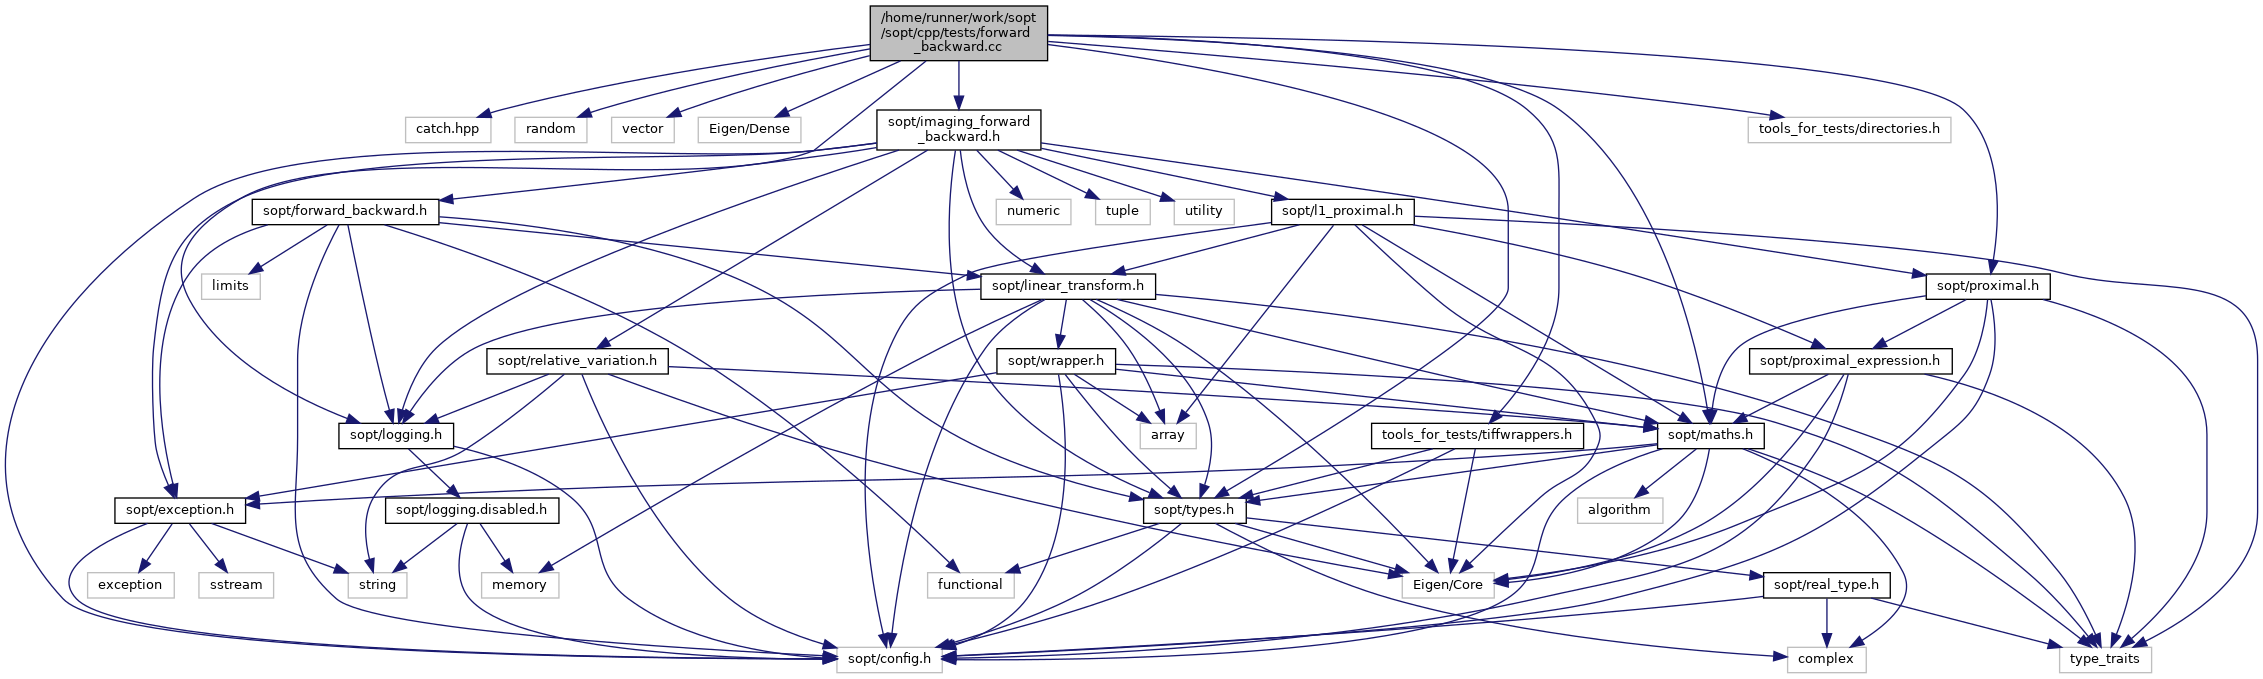 /home/runner/work/sopt
/sopt/cpp/tests/forward
_backward.cc
catch.hpp
random
vector
Eigen/Dense
sopt/imaging_forward
_backward.h
tools_for_tests/directories.h
sopt/forward_backward.h
numeric
tuple
utility
sopt/l1_proximal.h
limits
sopt/linear_transform.h
sopt/proximal.h
sopt/relative_variation.h
sopt/wrapper.h
sopt/proximal_expression.h
sopt/logging.h
array
tools_for_tests/tiffwrappers.h
sopt/maths.h
sopt/exception.h
sopt/logging.disabled.h
sopt/types.h
algorithm
exception
sstream
string
memory
functional
Eigen/Core
sopt/real_type.h
sopt/config.h
complex
type_traits